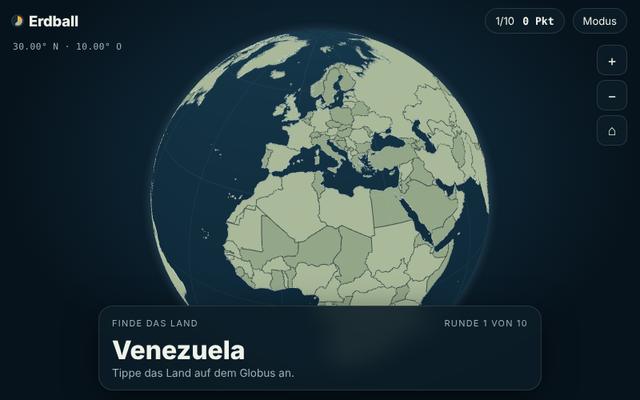 Erdball
1/10 0 Pkt
Modus
30.00° N · 10.00° O
+
−
⌂
FINDE DAS LAND
RUNDE 1 VON 10
Venezuela
Tippe das Land auf dem Globus an.